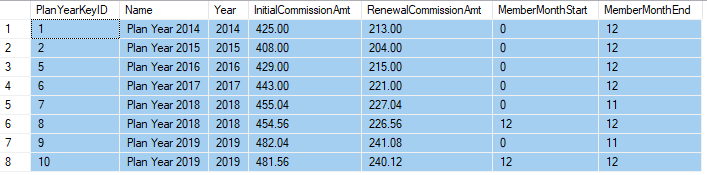 PlanYearKeyID Name Year InitialCommissionAmt RenewalCommissionAmt MemberMonthStart MemberMonthEnd
1 1 Plan Year 2014 2014 425.00 213.00 0 12
2 2 Plan Year 2015 2015 408.00 204.00 0 12
3 5 Plan Year 2016 2016 429.00 215.00 0 12
4 6 Plan Year 2017 2017 443.00 221.00 0 12
5 7 Plan Year 2018 2018 455.04 227.04 0 11
6 8 Plan Year 2018 2018 454.56 226.56 12 12
7 9 Plan Year 2019 2019 482.04 241.08 0 11
8 10 Plan Year 2019 2019 481.56 240.12 12 12